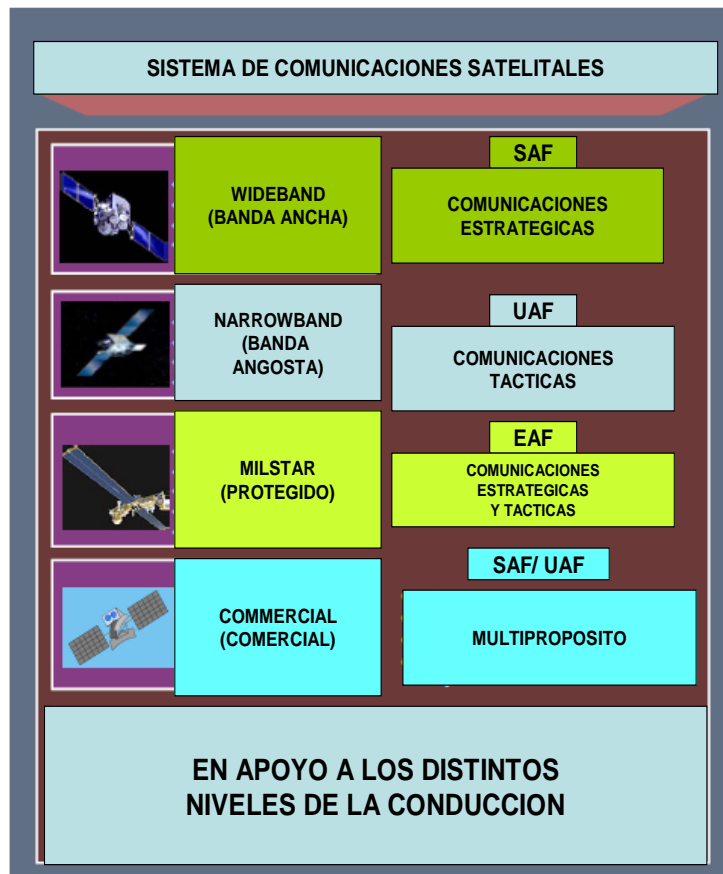 SISTEMA DE COMUNICACIONES SATELITALES
WIDEBAND
(BANDA ANCHA)
SAF
COMUNICACIONES
ESTRATEGICAS
NARROWBAND
(BANDA
ANGOSTA)
UAF
COMUNICACIONES
TACTICAS
MILSTAR
(PROTEGIDO)
EAF
COMUNICACIONES
ESTRATEGICAS
Y TACTICAS
COMMERCIAL
(COMERCIAL)
SAF/ UAF
MULTIPROPOSITO
EN APOYO A LOS DISTINTOS
NIVELES DE LA CONDUCCION